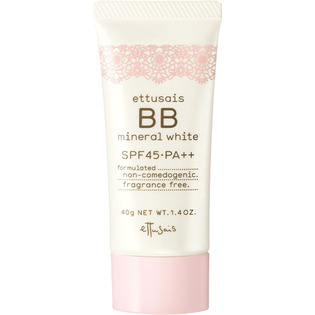 ettusais
BB
mineral white
SPF45·PA++
formulated
non-comedogenic.
fragrance free.
40g NET WT.1.4OZ.
ettusais